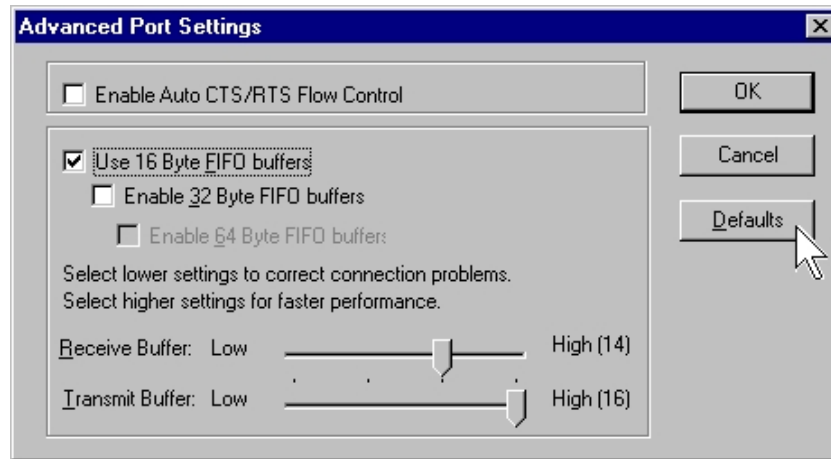 Advanced Port Settings
Enable Auto CTS/RTS Flow Control
OK
Use 16 Byte FIFO buffers
Cancel
Enable 32 Byte FIFO buffers
Defaults
Enable 64 Byte FIFO buffers
Select lower settings to correct connection problems.
Select higher settings for faster performance.
Receive Buffer: Low High (14)
Transmit Buffer: Low High (16)